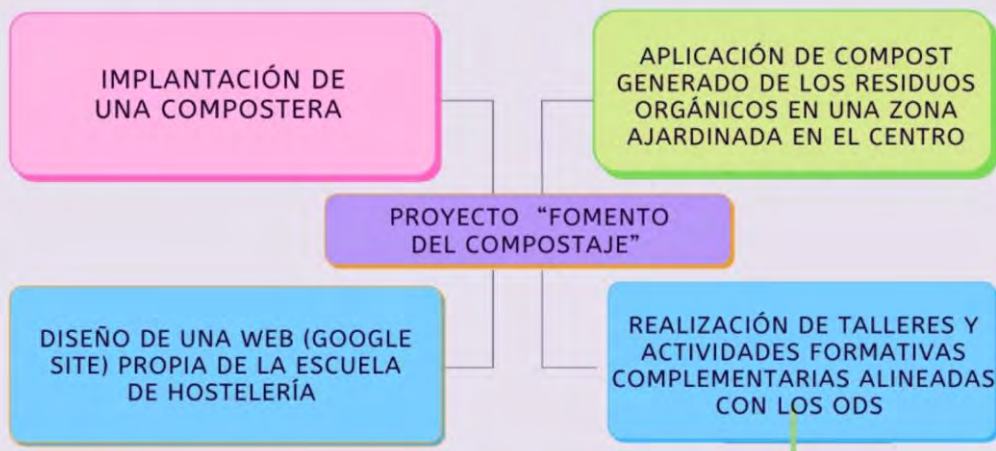 IMPLANTACIÓN DE
UNA COMPOSTERA
APLICACIÓN DE COMPOST
GENERADO DE LOS RESIDUOS
ORGÁNICOS EN UNA ZONA
AJARDINADA EN EL CENTRO
PROYECTO “FOMENTO
DEL COMPOSTAJE”
DISEÑO DE UNA WEB (GOOGLE
SITE) PROPIA DE LA ESCUELA
DE HOSTELERÍA
REALIZACIÓN DE TALLERES Y
ACTIVIDADES FORMATIVAS
COMPLEMENTARIAS ALINEADAS
CON LOS ODS